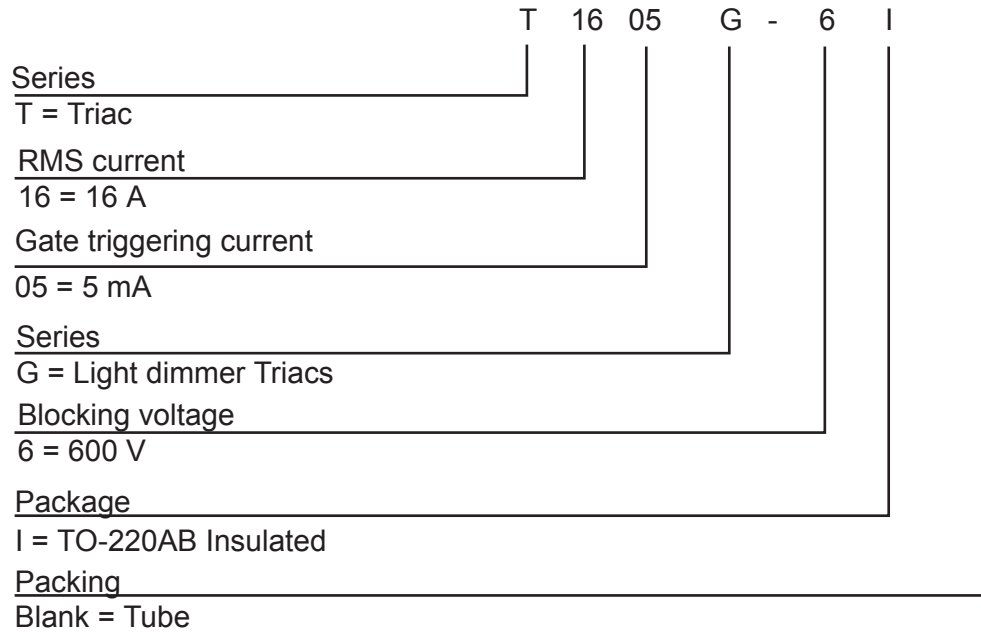 T 16 05 G - 6 I
Series
T = Triac
RMS current
16 = 16 A
Gate triggering current
05 = 5 mA
Series
G = Light dimmer Triacs
Blocking voltage
6 = 600 V
Package
I = TO-220AB Insulated
Packing
Blank = Tube